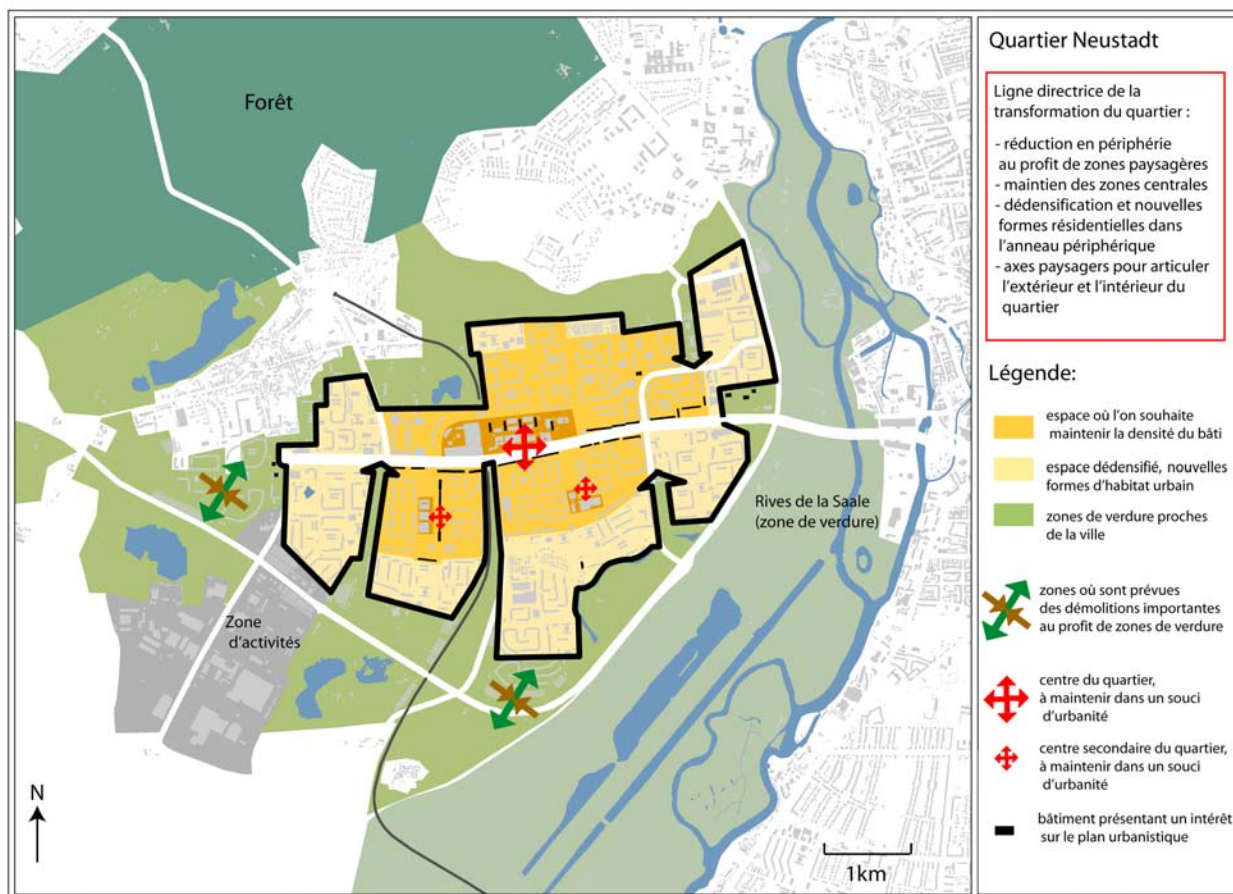 Forêt
Rives de la Saale
(zone de verdure)
Zone
d'activités
N
1km
Quartier Neustadt
Ligne directrice de la
transformation du quartier :
- réduction en périphérie
au profit de zones paysagères
- maintien des zones centrales
- dédensification et nouvelles
formes résidentielles dans
l'anneau périphérique
- axes paysagers pour articuler
l'extérieur et l'intérieur du
quartier
Légende:
espace où l'on souhaite
maintenir la densité du bâti
espace dédensifié, nouvelles
formes d'habitat urbain
zones de verdure proches
de la ville
zones où sont prévues
des démolitions importantes
au profit de zones de verdure
centre du quartier,
à maintenir dans un souci
d'urbanité
centre secondaire du quartier,
à maintenir dans un souci
d'urbanité
bâtiment présentant un intérêt
sur le plan urbanistique